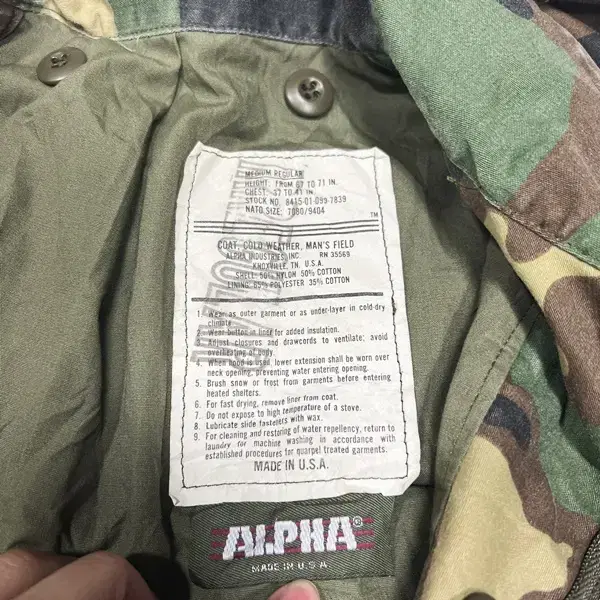 MEDIUM REGULAR
HEIGHT: FROM 67 TO 71 IN.
CHEST: 37 TO 41 IN.
STOCK NO. 8415-01-099-7839
NATO SIZE: 7080/9404
TM
COAT, COLD WEATHER, MAN'S FIELD
ALPHA INDUSTRIES, INC. RN 35569
KNOXVILLE, TN. U.S.A.
SHELL: 50% NYLON 50% COTTON
LINING: 65% POLYESTER 35% COTTON
1. Wear as outer garment or as under-layer in cold-dry
climate.
2. Wear button in liner for added insulation.
3. Adjust closures and drawcords to ventilate; avoid
overheating of body.
4. When hood is used, lower extension shall be worn over
neck opening, preventing water entering opening.
5. Brush snow or frost from garments before entering
heated shelters.
6. For fast drying, remove liner from coat.
7. Do not expose to high temperature of a stove.
8. Lubricate slide fasteners with wax.
9. For cleaning and restoring of water repellency, return to
laundry for machine washing in accordance with
established procedures for quarpel treated garments.
MADE IN U.S.A.
ALPHA®
MADE IN U.S.A